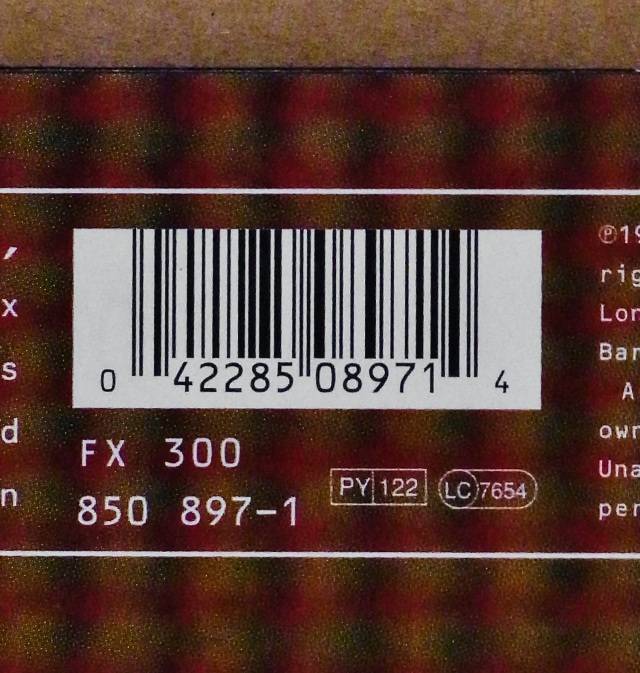 ,
x
s
d
n
0 42285 08971 4
FX 300
850 897-1
PY 122
LC 7654
℗19
rig
Lon
Bar
A
own
Una
per